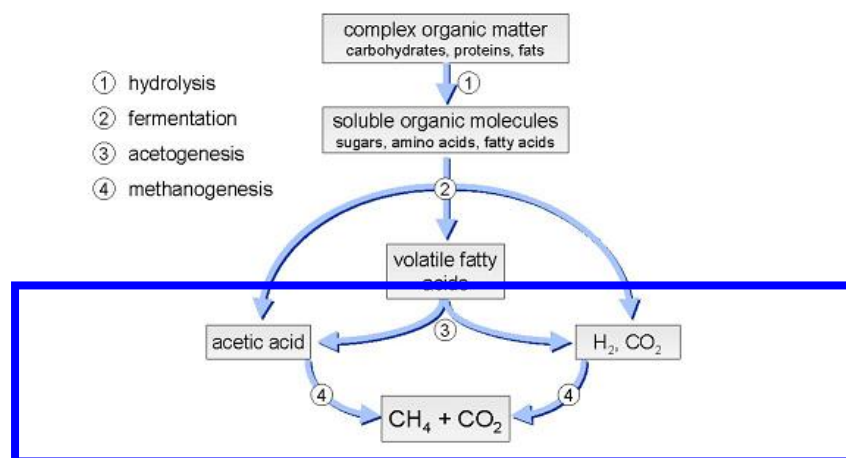 complex organic matter
carbohydrates, proteins, fats
① hydrolysis
①
② fermentation
soluble organic molecules
sugars, amino acids, fatty acids
③ acetogenesis
④ methanogenesis
②
volatile fatty
acids
acetic acid
③
H₂, CO₂
④
④
CH₄ + CO₂